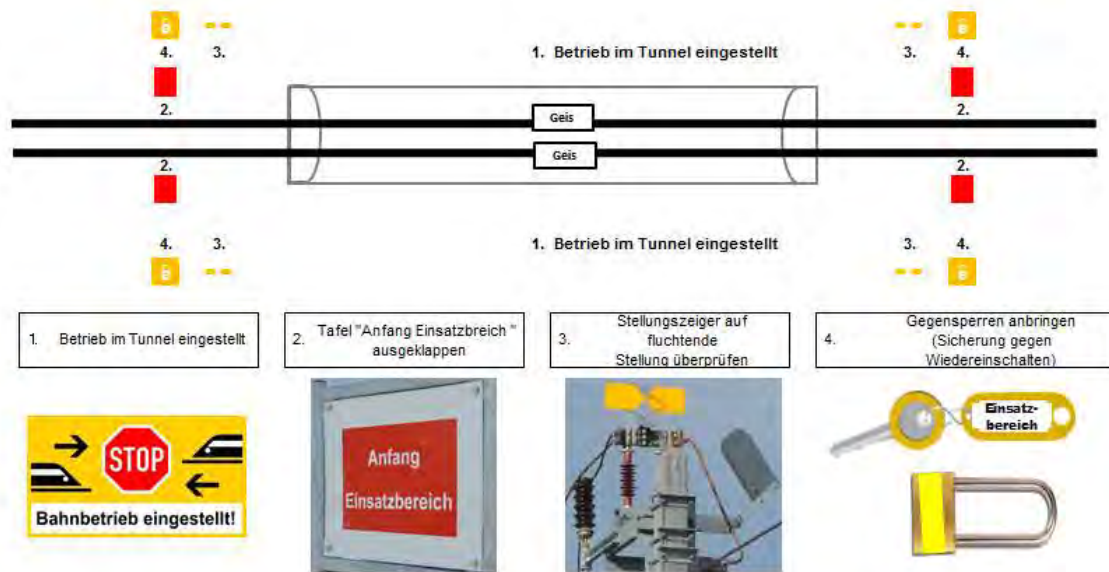 4. 3. 1. Betrieb im Tunnel eingestellt 3. 4.
2. 2.
Geis
Geis
2. 2.
4. 3. 1. Betrieb im Tunnel eingestellt 3. 4.
1. Betrieb im Tunnel eingestellt
2. Tafel "Anfang Einsatzbreich "
ausgeklappen
3. Stellungszeiger auf
fluchtende
Stellung überprüfen
4. Gegensperren anbringen
(Sicherung gegen
Wiedereinschalten)
STOP
Bahnbetrieb eingestellt!
Anfang
Einsatzbereich
Einsatz-
bereich